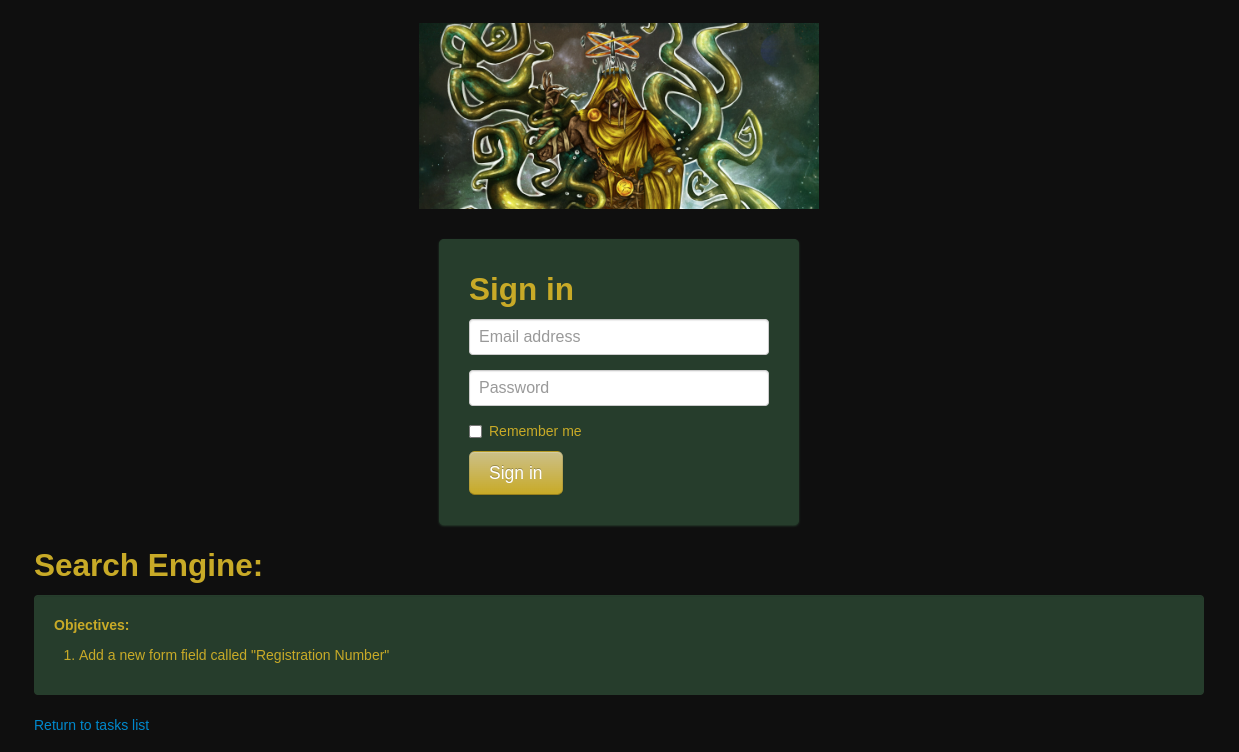 Sign in
Email address
Password
Remember me
Sign in
Search Engine:
Objectives:
1. Add a new form field called "Registration Number"
Return to tasks list